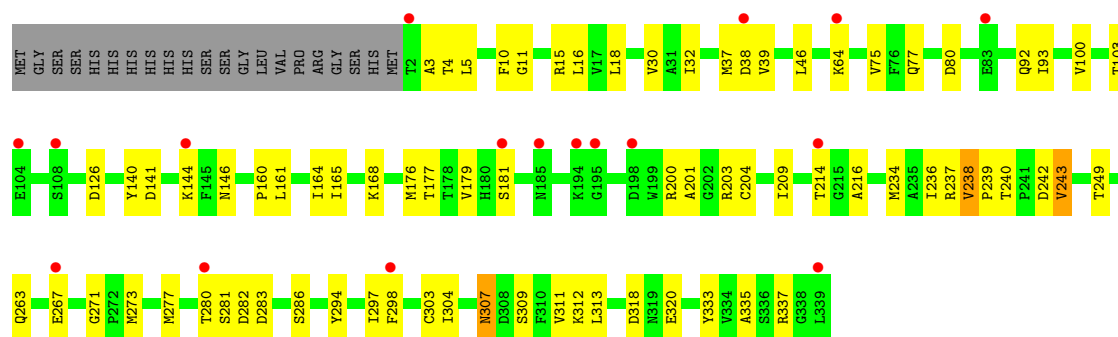 MET GLY SER SER HIS HIS HIS HIS HIS HIS SER SER GLY LEU VAL PRO ARG GLY SER HIS MET T2 A3 T4 L5 F10 G11 R15 L16 V17 L18 V30 A31 I32 M37 D38 V39 L46 K64 V75 F76 Q77 D80 E83 Q92 I93 V100 T103
E104 S108 D126 Y140 D141 K144 F145 N146 P160 L161 I164 I165 K168 M176 T177 T178 V179 H180 S181 N185 K194 G195 D198 W199 R200 A201 G202 R203 C204 I209 T214 G215 A216 M234 A235 I236 R237 V238 P239 T240 P241 D242 V243 T249
Q263 E267 G271 P272 M273 M277 T280 S281 D282 D283 S286 Y294 I297 F298 C303 I304 N307 D308 S309 F310 V311 K312 L313 D318 N319 E320 Y333 V334 A335 S336 R337 G338 L339